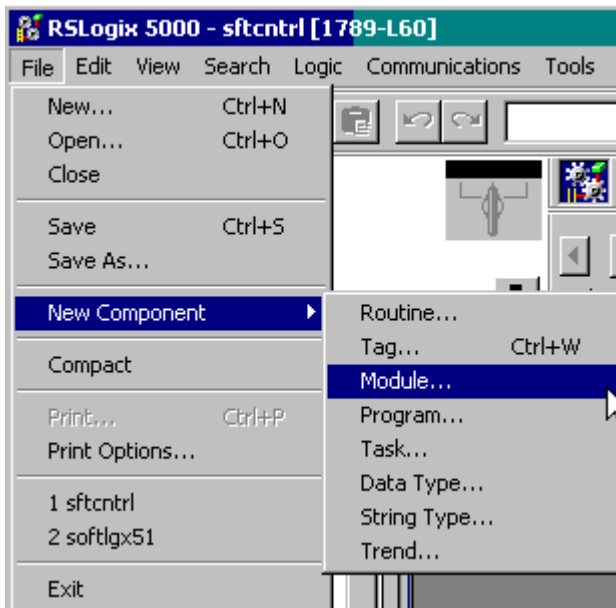 RSLogix 5000 - sftcntrl [1789-L60]
File Edit View Search Logic Communications Tools
New... Ctrl+N
Open... Ctrl+O
Close
Save Ctrl+S
Save As...
New Component
Routine...
Tag... Ctrl+W
Module...
Program...
Task...
Data Type...
String Type...
Trend...
Compact
Print... Ctrl+P
Print Options...
1 sftcntrl
2 softlgx51
Exit